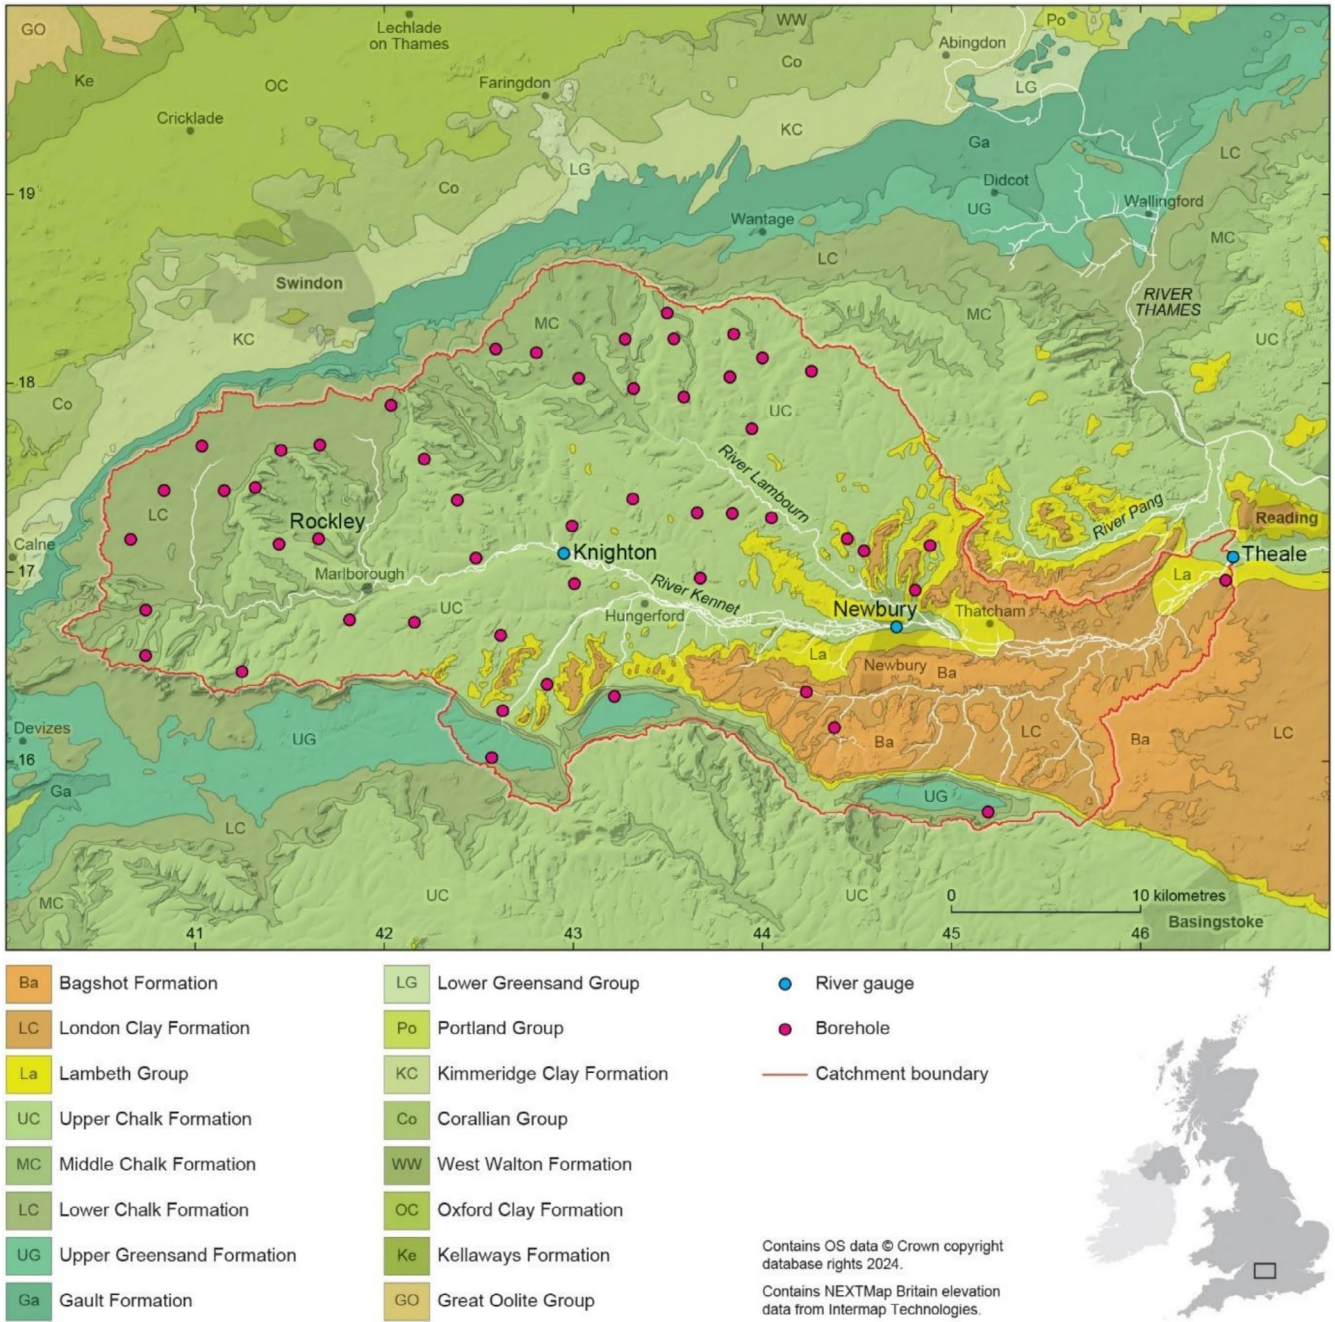 GO
Lechlade
on Thames
WW
Po
Abingdon
Ke
OC
Co
Faringdon
LG
Cricklade
KC
Ga
LG
LC
Co
Didcot
19
UG
Wallingford
Wantage
MC
LC
Swindon
RIVER
THAMES
MC
MC
KC
UC
18
Co
UC
River Lambourn
LC
Rockley
River Pang
Reading
Calne
Knighton
Theale
17
Marlborough
La
River Kennet
UC
Hungerford
Newbury
Thatcham
La
Newbury
Ba
Devizes
UG
LC
Ba
Ba
LC
16
Ga
UG
LC
UC
UC
MC
0
10 kilometres
Basingstoke
41
42
43
44
45
46
Ba Bagshot Formation
LC London Clay Formation
La Lambeth Group
UC Upper Chalk Formation
MC Middle Chalk Formation
LC Lower Chalk Formation
UG Upper Greensand Formation
Ga Gault Formation
LG Lower Greensand Group
Po Portland Group
KC Kimmeridge Clay Formation
Co Corallian Group
WW West Walton Formation
OC Oxford Clay Formation
Ke Kellaways Formation
GO Great Oolite Group
River gauge
Borehole
Catchment boundary
Contains OS data © Crown copyright
database rights 2024.
Contains NEXTMap Britain elevation
data from Intermap Technologies.